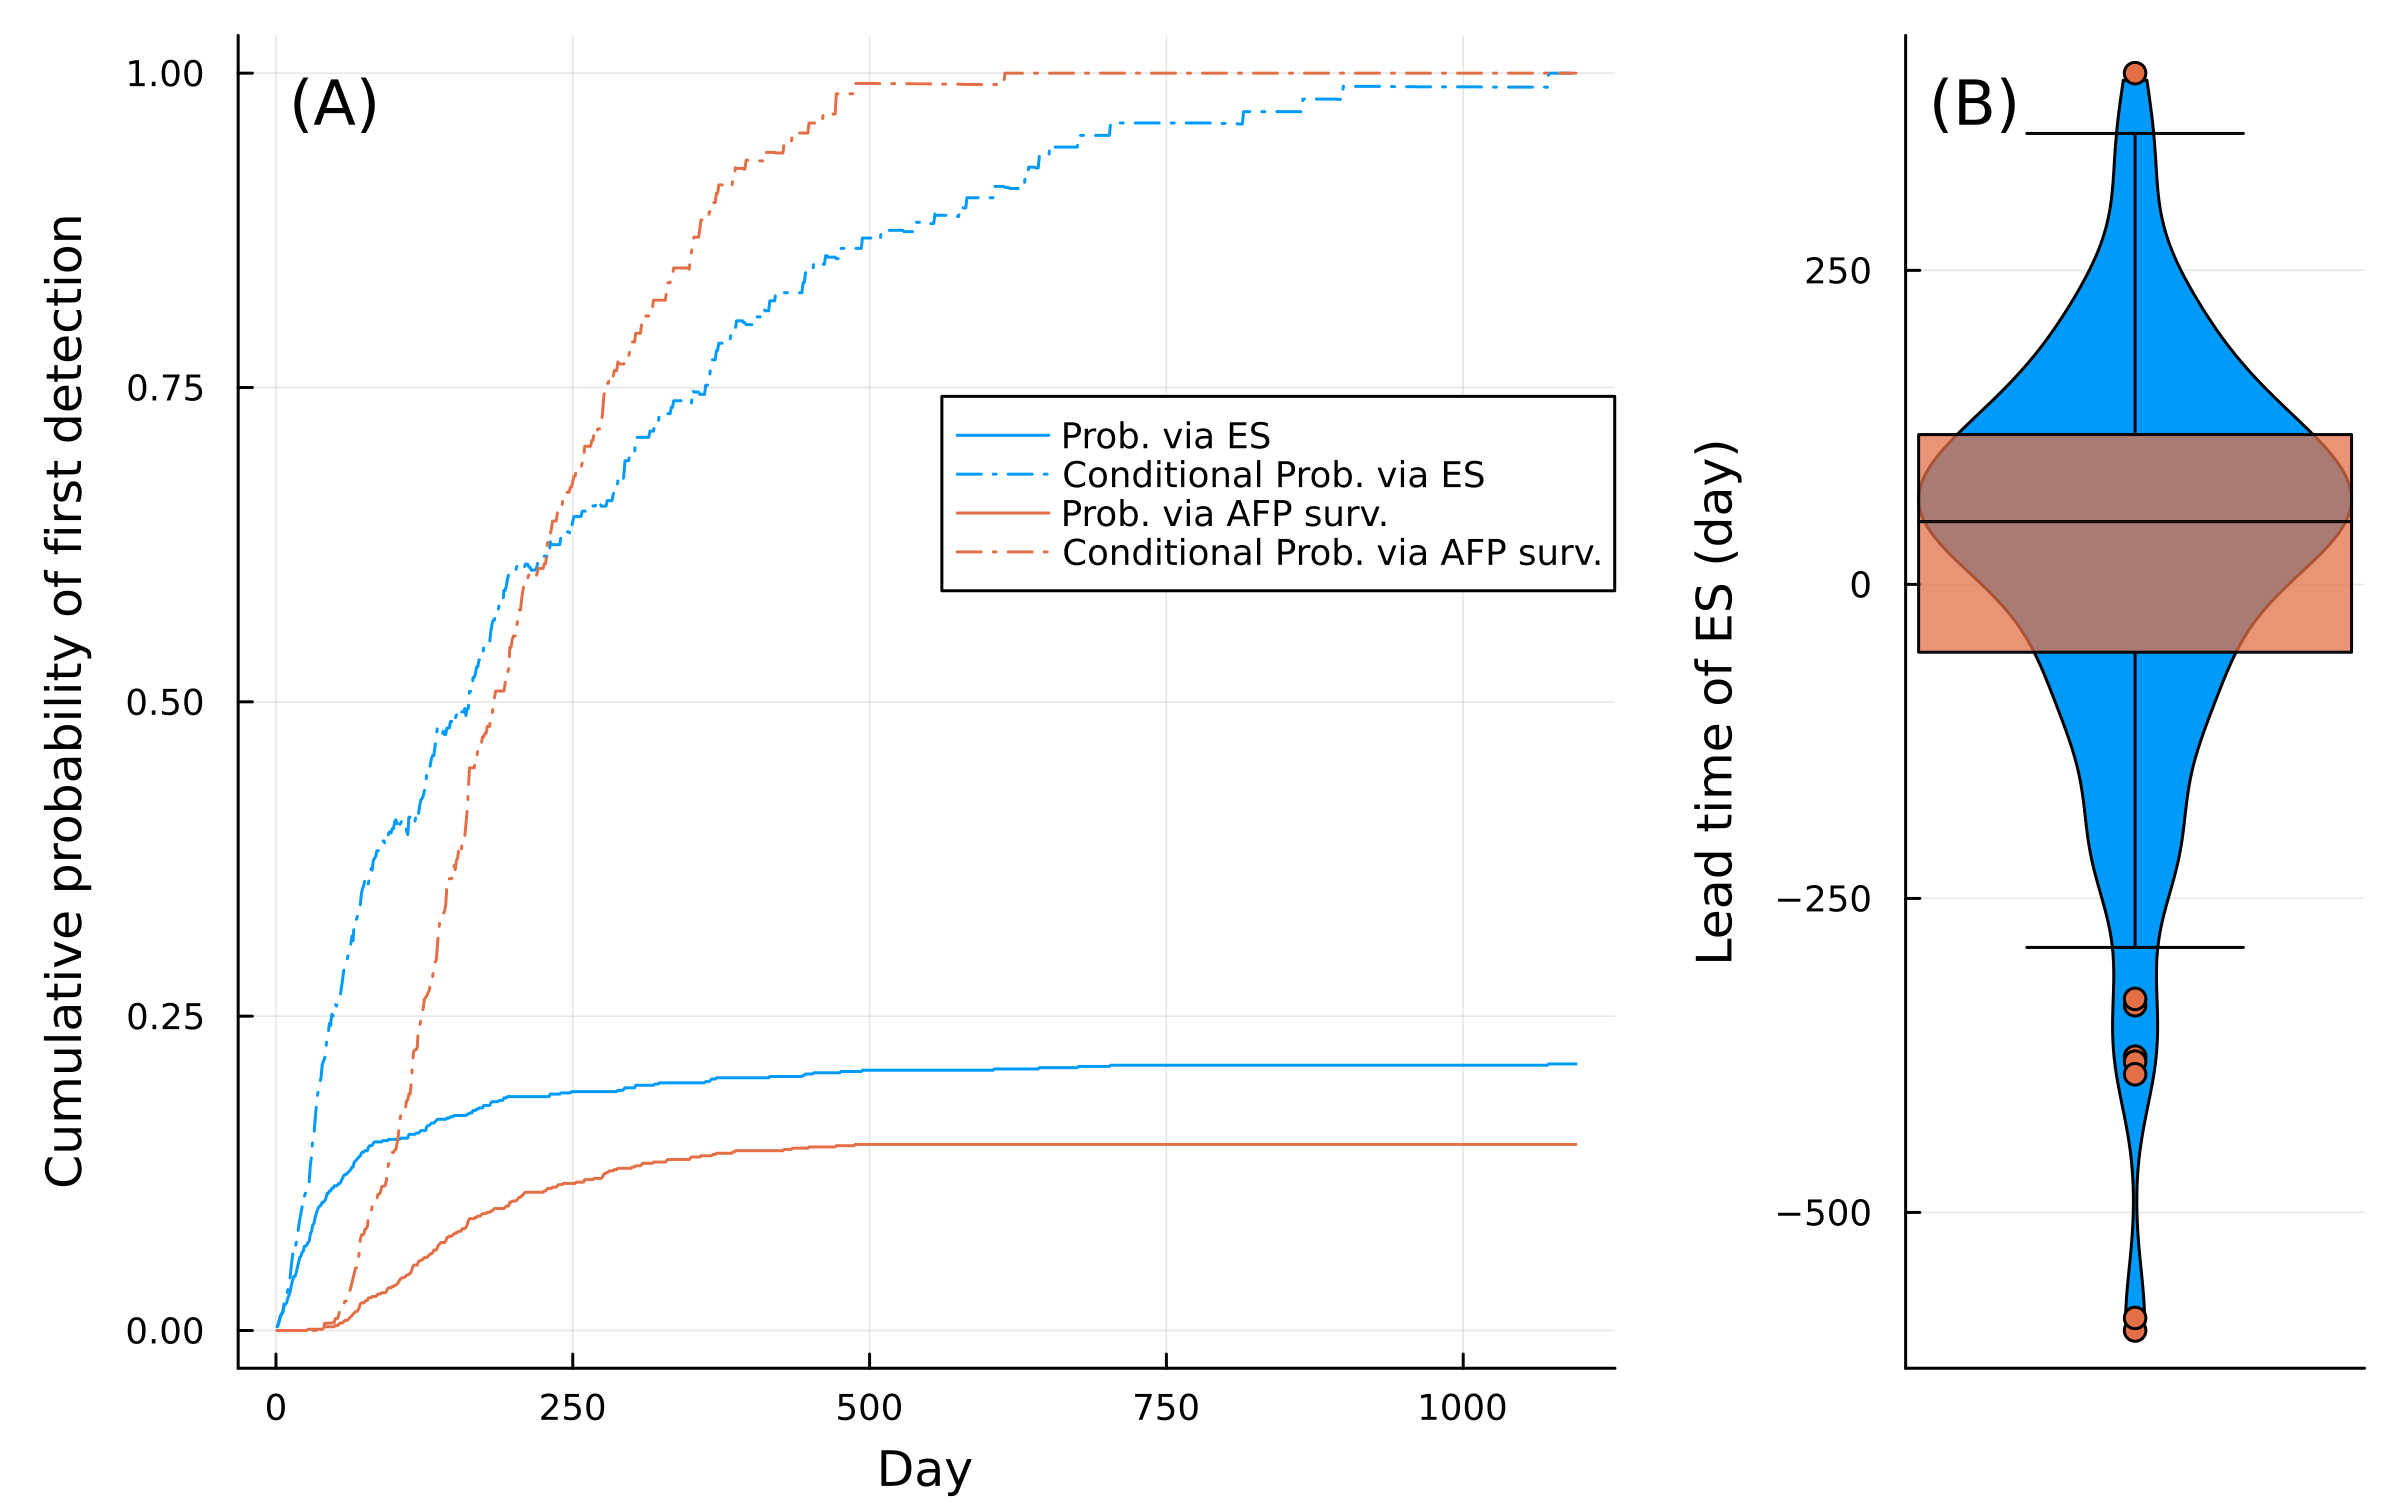 (A)
Cumulative probability of first detection
1.00
0.75
0.50
0.25
0.00
0
250
500
750
1000
Day
Prob. via ES
Conditional Prob. via ES
Prob. via AFP surv.
Conditional Prob. via AFP surv.
(B)
Lead time of ES (day)
250
0
−250
−500